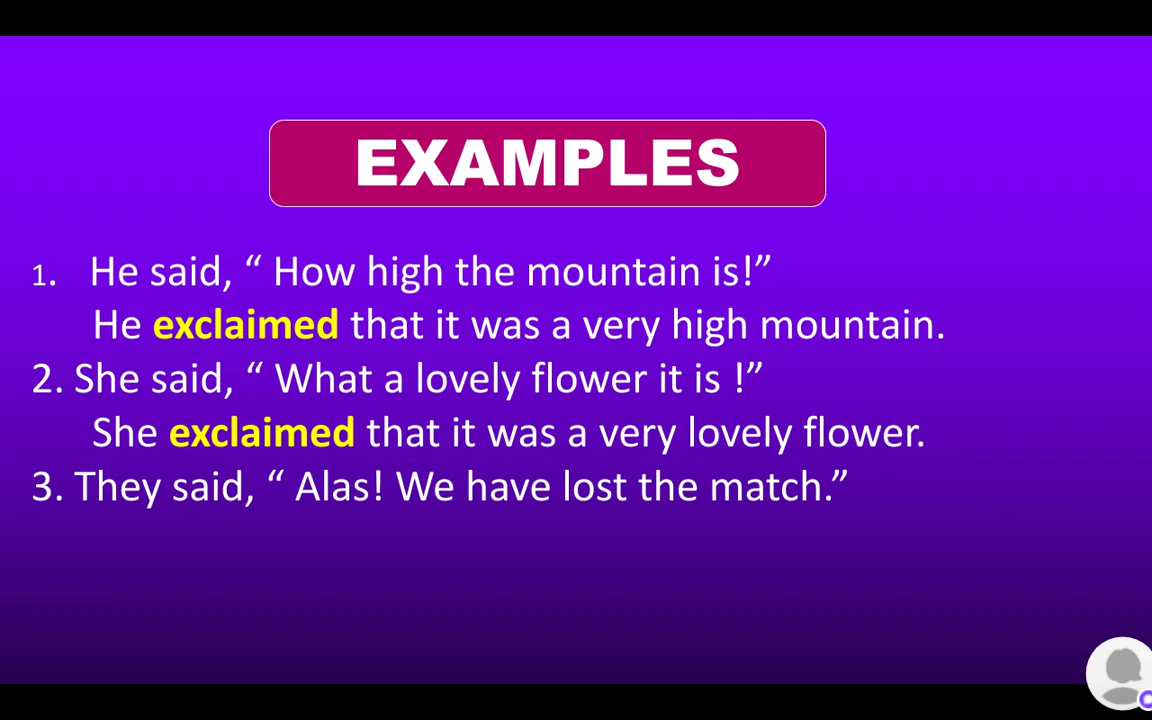 EXAMPLES
1. He said, “ How high the mountain is!”
He exclaimed that it was a very high mountain.
2. She said, “ What a lovely flower it is !”
She exclaimed that it was a very lovely flower.
3. They said, “ Alas! We have lost the match.”